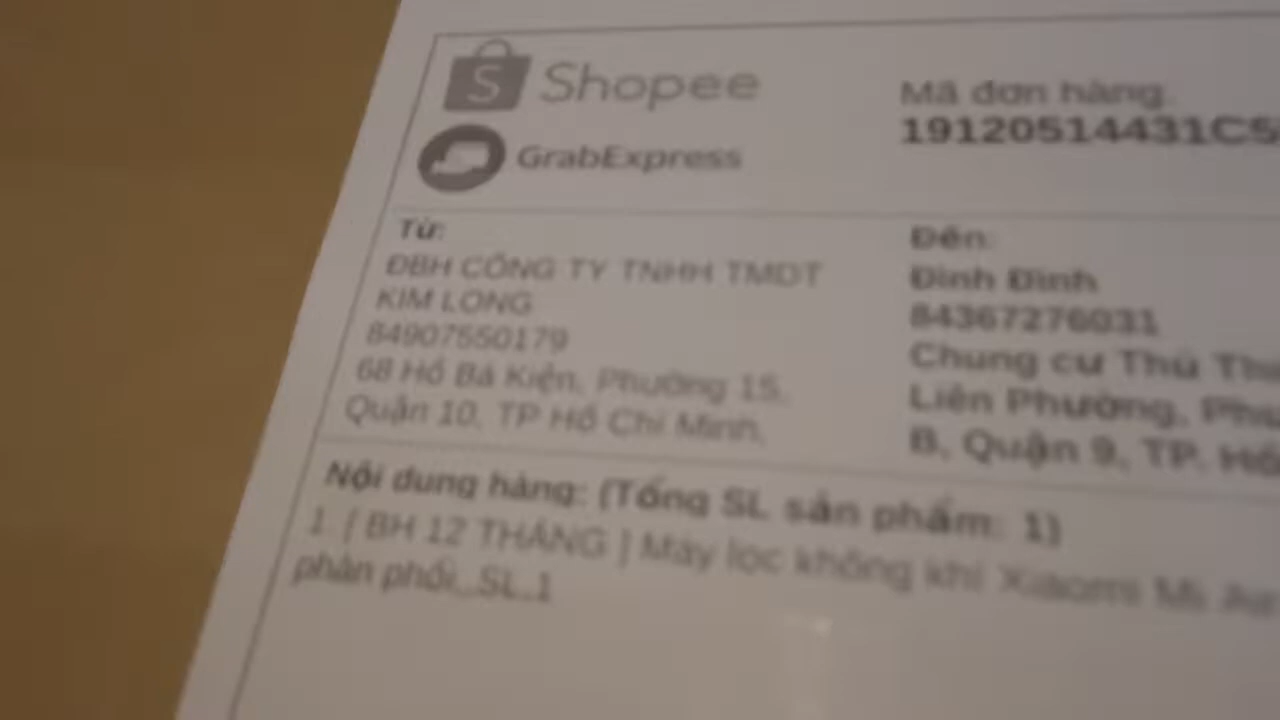 Shopee
GrabExpress
Mã đơn hàng:
19120514431C5
Từ:
ĐBH CÔNG TY TNHH TMDT
KIM LONG
84907550179
68 Hồ Bá Kiện, Phường 15,
Quận 10, TP Hồ Chí Minh,
Đến:
Đinh Đinh
84367276031
Chung cư Thủ
Liên Phường,
B, Quận 9, TP. Hồ
Nội dung hàng: (Tổng SL sản phẩm: 1)
1. [ BH 12 THÁNG ] Máy lọc không khí Xiaomi Mi Air
phân phối_SL_1